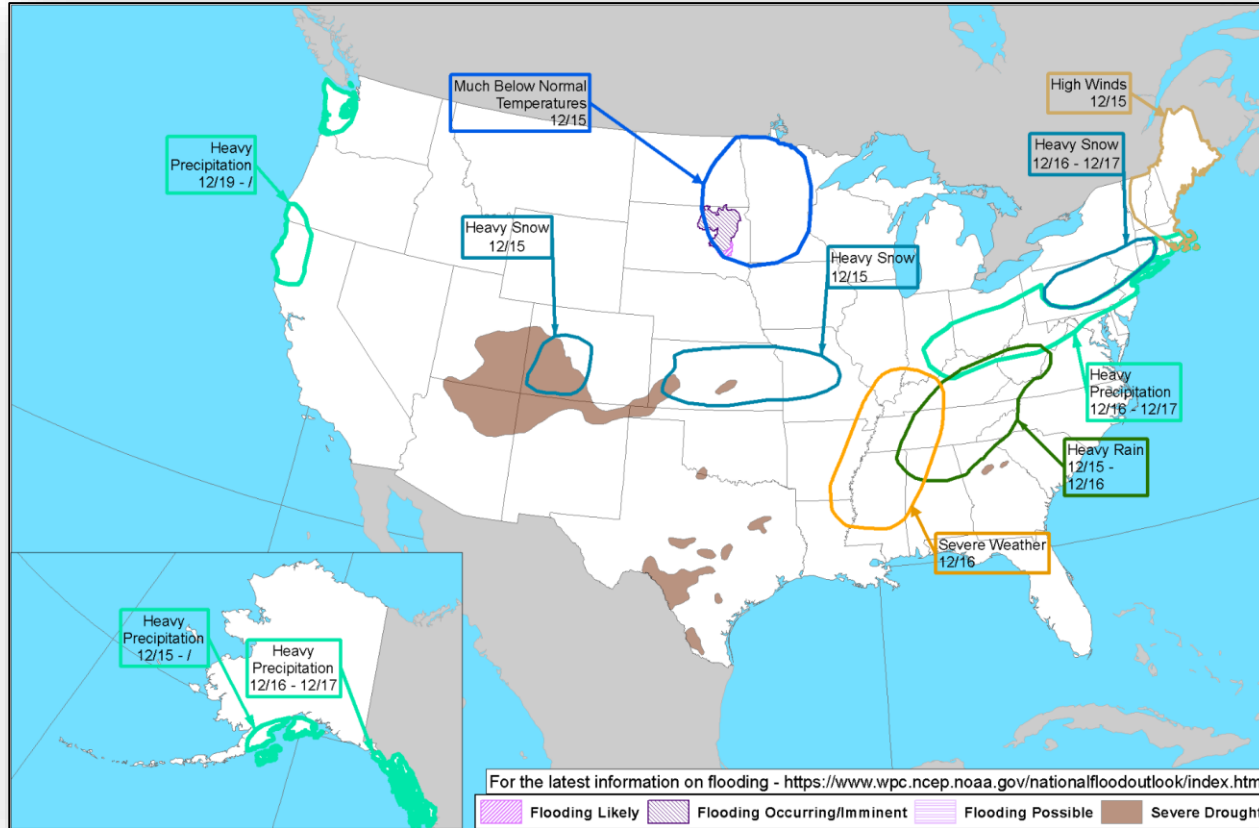 Much Below Normal
Temperatures
12/15
High Winds
12/15
Heavy Snow
12/16 - 12/17
Heavy
Precipitation
12/19 - /
Heavy Snow
12/15
Heavy Snow
12/15
Heavy
Precipitation
12/16 - 12/17
Heavy Rain
12/15 -
12/16
Severe Weather
12/16
Heavy
Precipitation
12/15 - /
Heavy
Precipitation
12/16 - 12/17
For the latest information on flooding - https://www.wpc.ncep.noaa.gov/nationalfloodoutlook/index.htm
Flooding Likely
Flooding Occurring/Imminent
Flooding Possible
Severe Drought